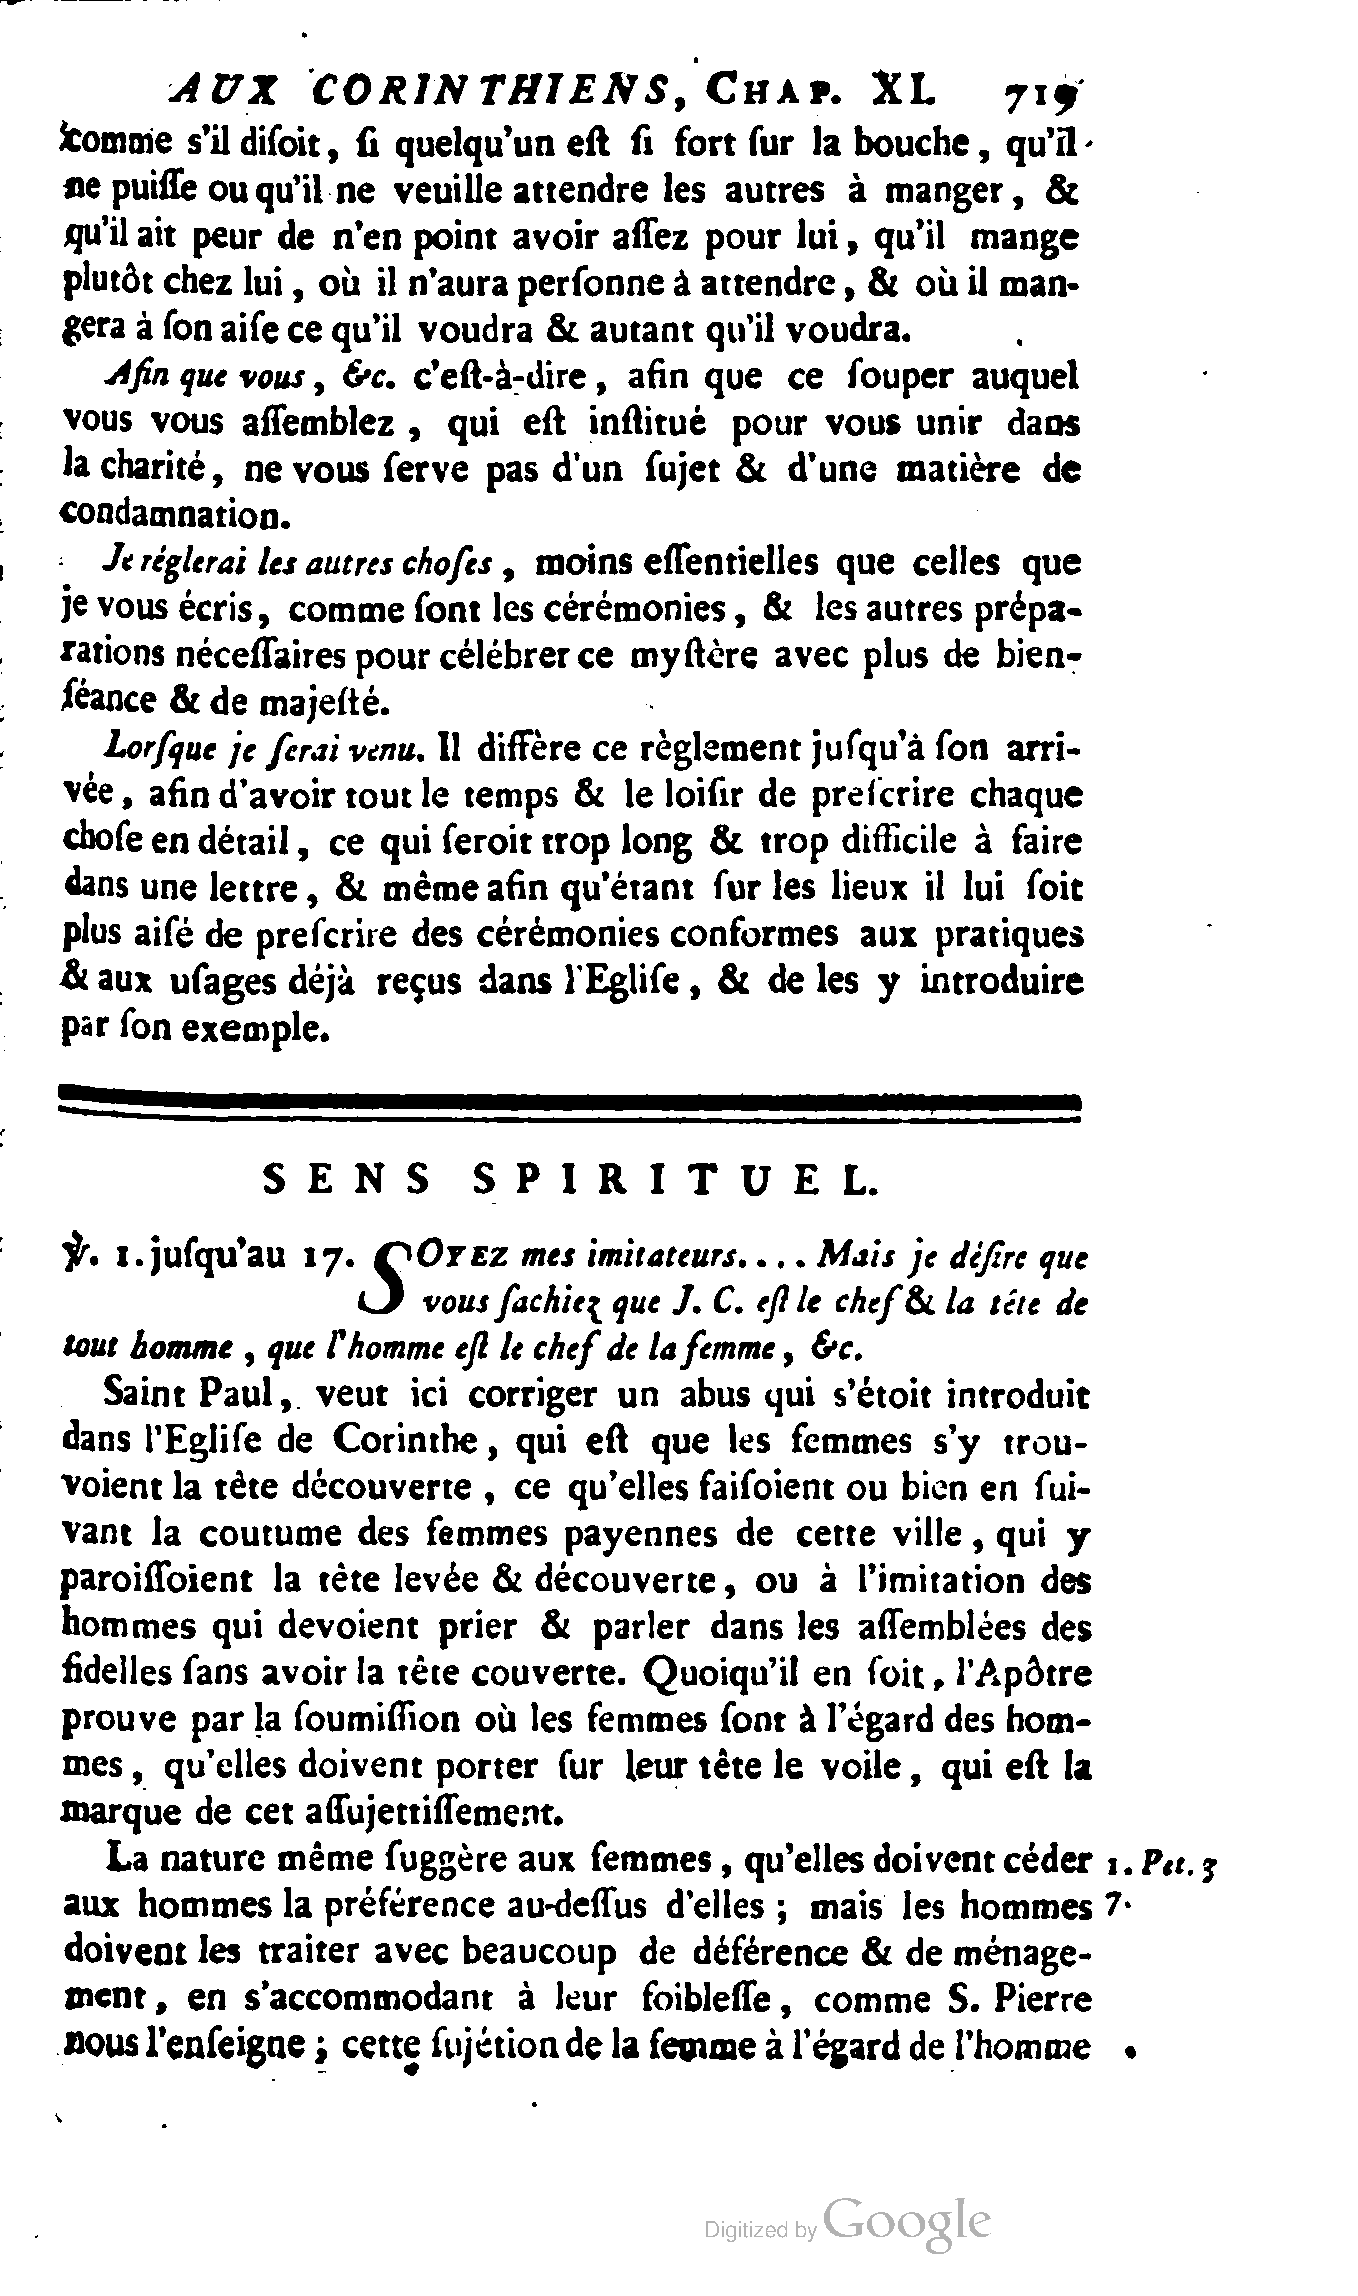 AUX CORINTHIENS, CHAP. XI. 719
comme s'il diſoit, ſi quelqu'un eſt ſi fort ſur la bouche, qu'il
ne puiſſe ou qu'il ne veuille attendre les autres à manger, &
qu'il ait peur de n'en point avoir aſſez pour lui, qu'il mange
plutôt chez lui, où il n'aura perſonne à attendre, & où il man-
gera à ſon aiſe ce qu'il voudra & autant qu'il voudra.
Afin que vous, &c. c'eſt-à-dire, afin que ce ſouper auquel
vous vous aſſemblez, qui eſt inſtitué pour vous unir dans
la charité, ne vous ſerve pas d'un ſujet & d'une matière de
condamnation.
Je réglerai les autres choſes, moins eſſentielles que celles que
je vous écris, comme ſont les cérémonies, & les autres prépa-
rations néceſſaires pour célébrer ce myſtère avec plus de bien-
ſéance & de majeſté.
Lorſque je ſerai venu. Il diffère ce règlement juſqu'à ſon arri-
vée, afin d'avoir tout le temps & le loiſir de preſcrire chaque
choſe en détail, ce qui ſeroit trop long & trop difficile à faire
dans une lettre, & même afin qu'étant ſur les lieux il lui ſoit
plus aiſé de preſcrire des cérémonies conformes aux pratiques
& aux uſages déjà reçus dans l'Egliſe, & de les y introduire
par ſon exemple.
SENS SPIRITUEL.
℣. 1. juſqu'au 17. SOYEZ mes imitateurs.... Mais je déſire que
vous ſachiez que J. C. eſt le chef & la tête de
tout homme, que l'homme eſt le chef de la femme, &c.
Saint Paul, veut ici corriger un abus qui s'étoit introduit
dans l'Egliſe de Corinthe, qui eſt que les femmes s'y trou-
voient la tête découverte, ce qu'elles faiſoient ou bien en ſui-
vant la coutume des femmes payennes de cette ville, qui y
paroiſſoient la tête levée & découverte, ou à l'imitation des
hommes qui devoient prier & parler dans les aſſemblées des
fidelles ſans avoir la tête couverte. Quoiqu'il en ſoit, l'Apôtre
prouve par la ſoumiſſion où les femmes ſont à l'égard des hom-
mes, qu'elles doivent porter ſur leur tête le voile, qui eſt la
marque de cet aſſujettiſſement.
La nature même ſuggère aux femmes, qu'elles doivent céder 1. Pet. 3
aux hommes la préférence au-deſſus d'elles; mais les hommes 7.
doivent les traiter avec beaucoup de déférence & de ménage-
ment, en s'accommodant à leur foibleſſe, comme S. Pierre
nous l'enſeigne; cette ſujétion de la femme à l'égard de l'homme
Digitized by Google